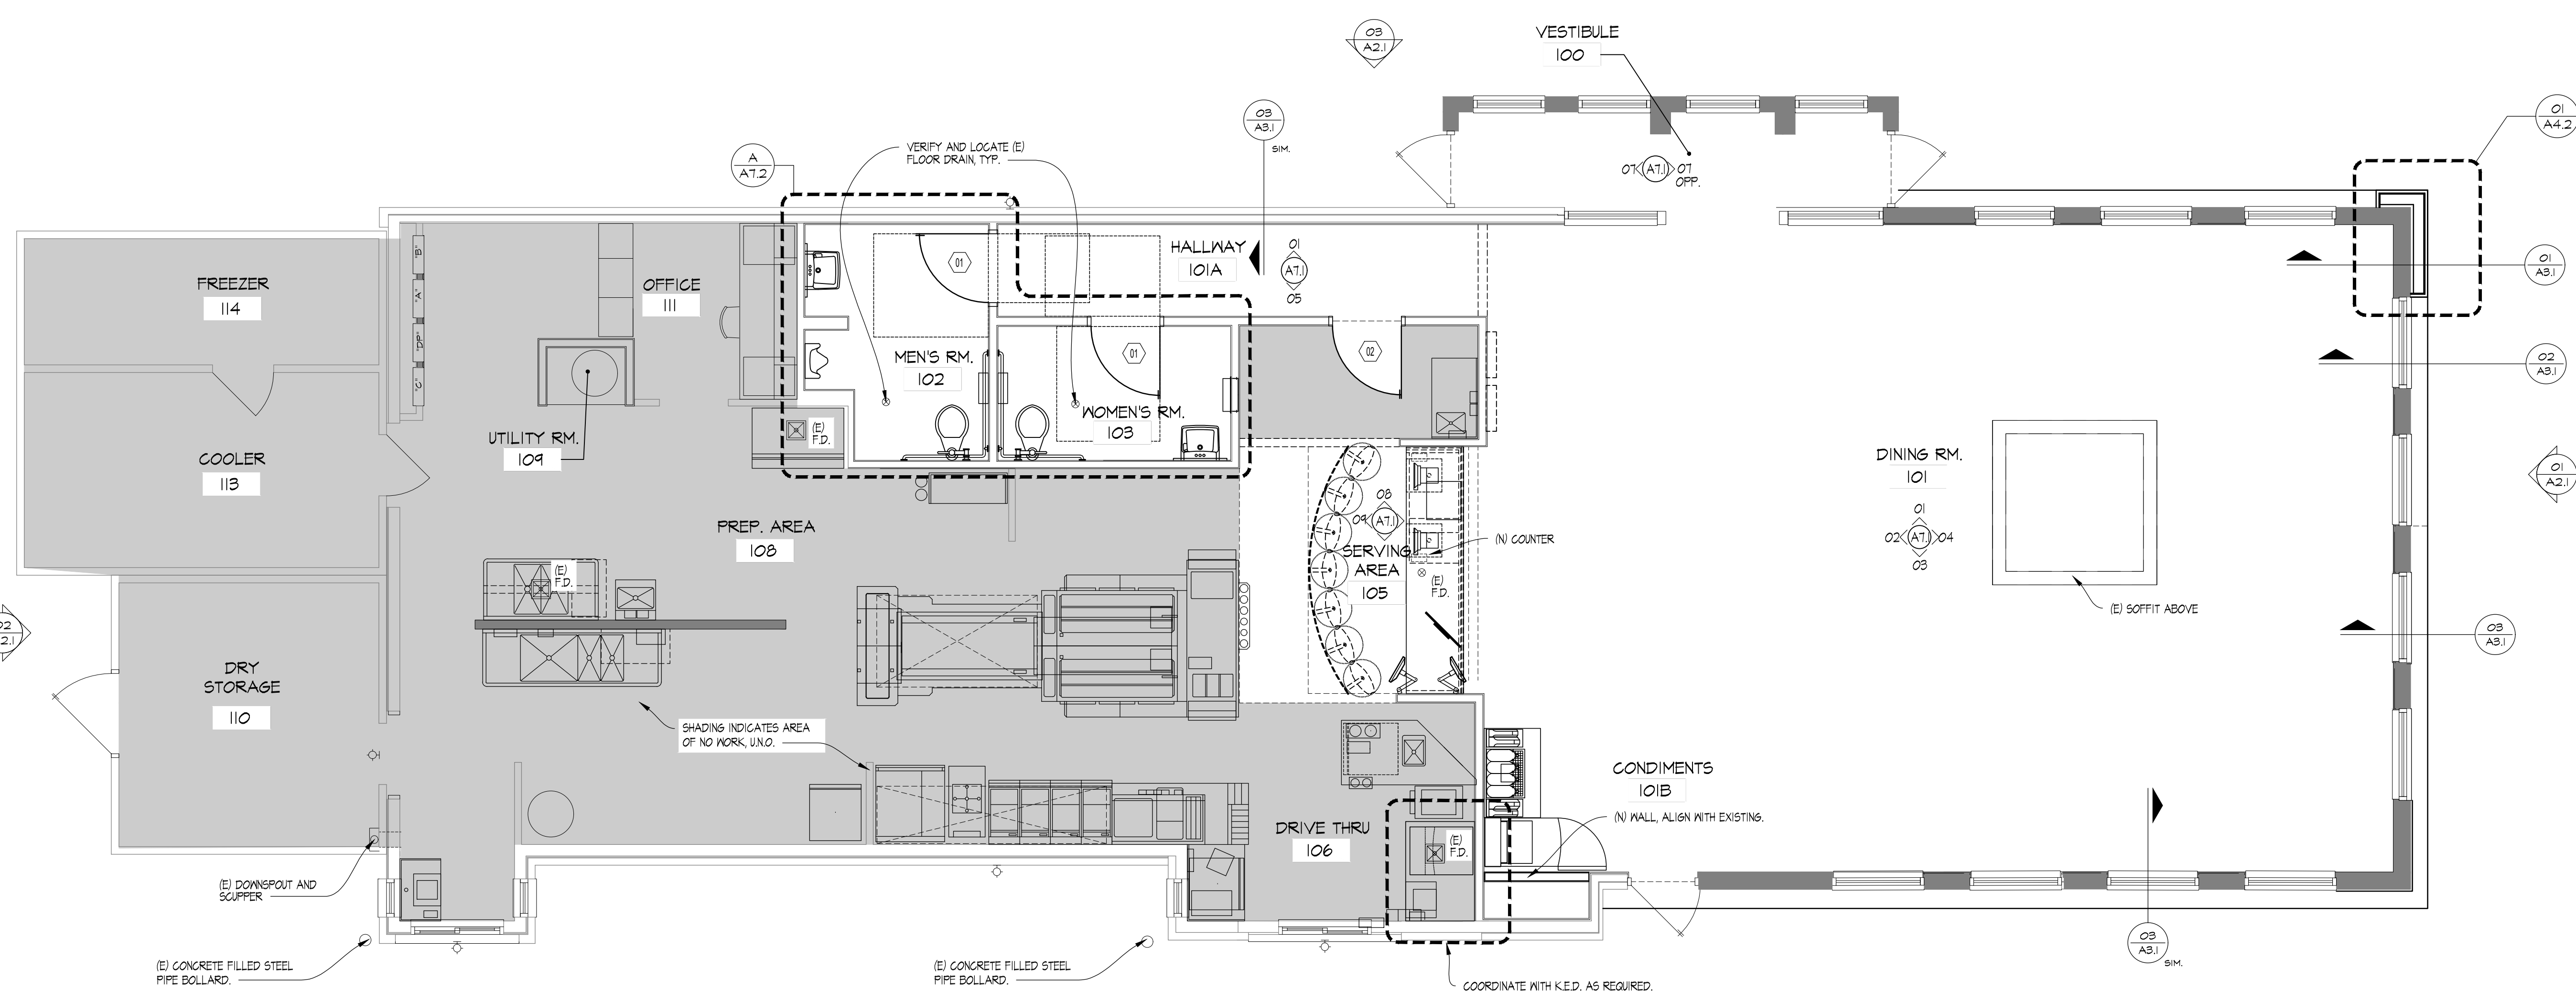 03
A2.1
VESTIBULE
100
03
A3.1
SIM.
01
A4.2
A
A7.2
VERIFY AND LOCATE (E)
FLOOR DRAIN, TYP.
07
A7.1
07
OPP.
FREEZER
114
"B"
"A"
"DP"
"C"
OFFICE
111
01
HALLWAY
101A
01
A7.1
05
01
A3.1
MEN'S RM.
102
01
02
02
A3.1
WOMEN'S RM.
103
UTILITY RM.
109
(E)
F.D.
COOLER
113
DINING RM.
101
01
A2.1
PREP. AREA
108
08
09
A7.1
SERVING
AREA
105
(N) COUNTER
01
02
A7.1
04
03
(E)
F.D.
(E)
F.D.
(E) SOFFIT ABOVE
02
2.1
03
A3.1
DRY
STORAGE
110
SHADING INDICATES AREA
OF NO WORK, U.N.O.
CONDIMENTS
101B
(N) WALL, ALIGN WITH EXISTING.
DRIVE THRU
106
(E)
F.D.
(E) DOWNSPOUT AND
SCUPPER
03
A3.1
SIM.
(E) CONCRETE FILLED STEEL
PIPE BOLLARD.
(E) CONCRETE FILLED STEEL
PIPE BOLLARD.
COORDINATE WITH K.E.D. AS REQUIRED.